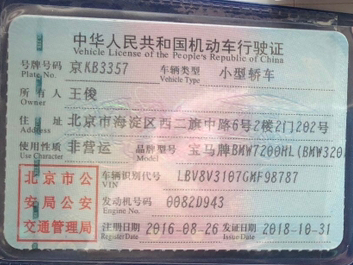 中华人民共和国机动车行驶证
Vehicle License of the People's Republic of China
号牌号码 京KB3357 车辆类型 小型轿车
Plate No. Vehicle Type
所有人 王俊
Owner
住址 北京市海淀区西二旗中路6号2楼2门202号
Address
使用性质 非营运 品牌型号 宝马牌BMW7200ML(BMW320
Use Character Model
北京市公安局公安交通管理局
车辆识别代号 LBV8V3107GMF98787
VIN
发动机号码 0082D943
Engine No.
注册日期 2016-08-26 发证日期 2018-10-31
Register Date Issue Date